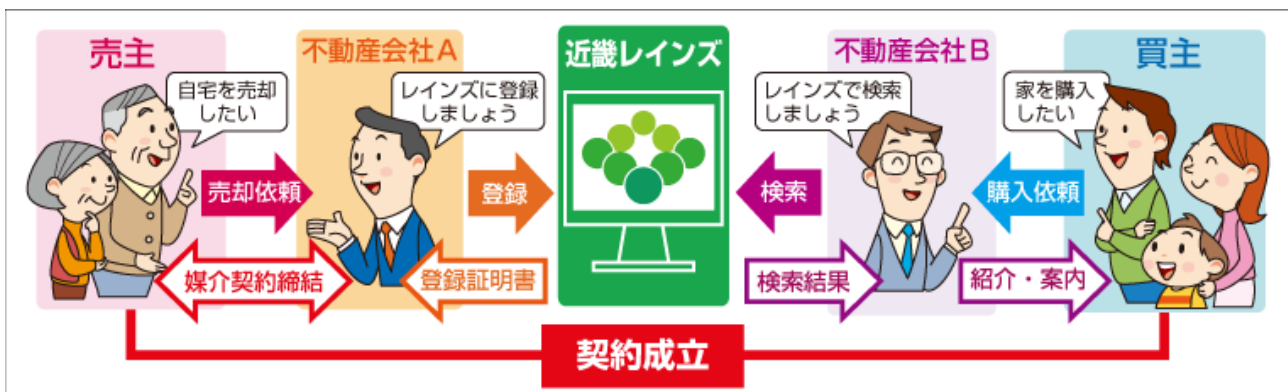 売主
自宅を売却
したい
売却依頼
媒介契約締結
不動産会社A
レインズに登録
しましょう
登録
登録証明書
近畿レインズ
不動産会社B
レインズで検索
しましょう
検索
検索結果
買主
家を購入
したい
購入依頼
紹介・案内
契約成立